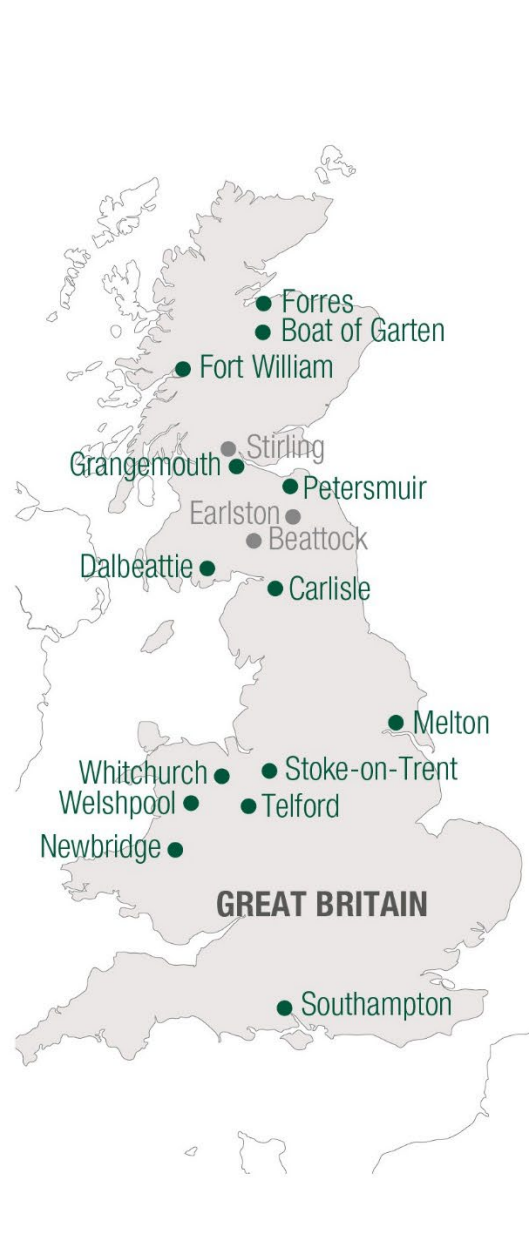 Forres
Boat of Garten
Fort William
Stirling
Grangemouth
Petersmuir
Earlston
Beattock
Dalbeattie
Carlisle
Melton
Stoke-on-Trent
Whitchurch
Welshpool
Telford
Newbridge
GREAT BRITAIN
Southampton